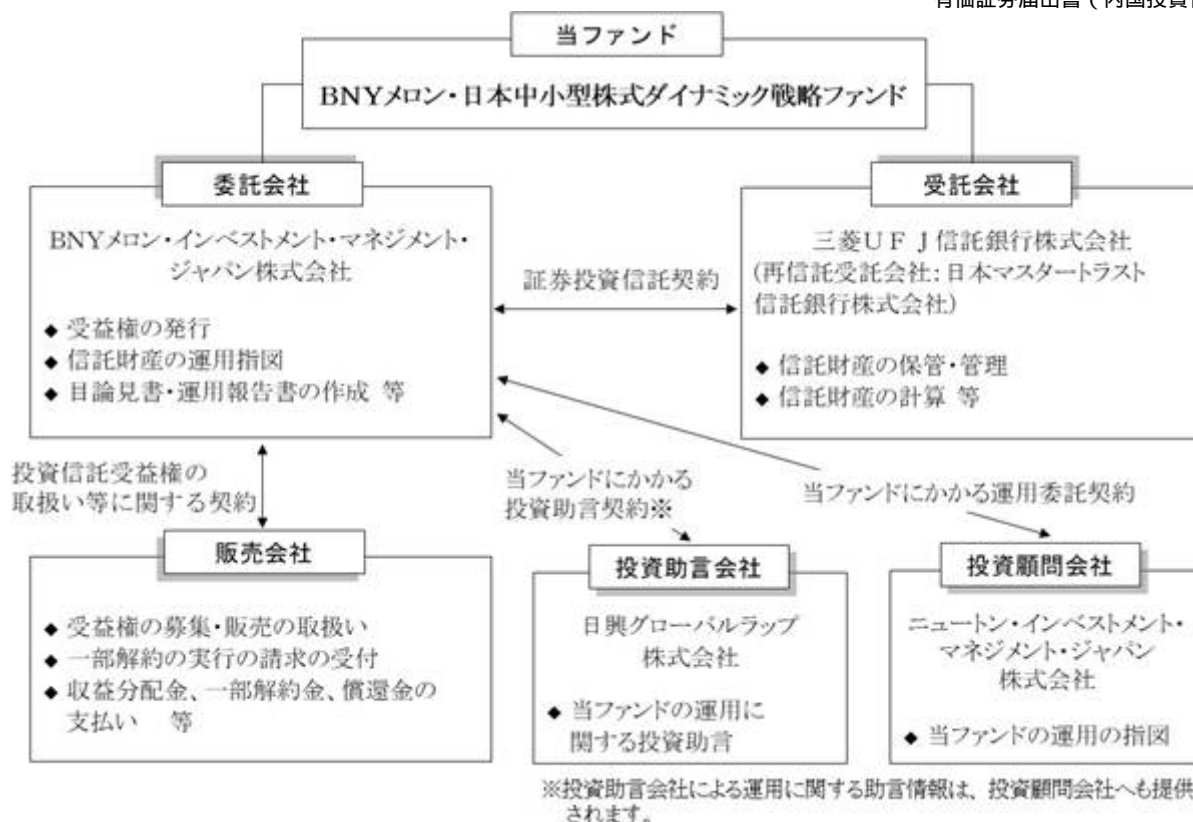 有価証券届出書(内国投資
当ファンド
BNYメロン・日本中小型株式ダイナミック戦略ファンド
委託会社
BNYメロン・インベストメント・マネジメント・
ジャパン株式会社
◆ 受益権の発行
◆ 信託財産の運用指図
◆ 目論見書・運用報告書の作成 等
証券投資信託契約
受託会社
三菱UFJ信託銀行株式会社
(再信託受託会社:日本マスタートラスト
信託銀行株式会社)
◆ 信託財産の保管・管理
◆ 信託財産の計算 等
投資信託受益権の
取扱い等に関する契約
当ファンドにかかる
投資助言契約※
当ファンドにかかる運用委託契約
販売会社
◆ 受益権の募集・販売の取扱い
◆ 一部解約の実行の請求の受付
◆ 収益分配金、一部解約金、償還金の
支払い 等
投資助言会社
日興グローバルラップ
株式会社
◆ 当ファンドの運用に
関する投資助言
投資顧問会社
ニュートン・インベストメント・
マネジメント・ジャパン
株式会社
◆ 当ファンドの運用の指図
※投資助言会社による運用に関する助言情報は、投資顧問会社へも提供
されます。